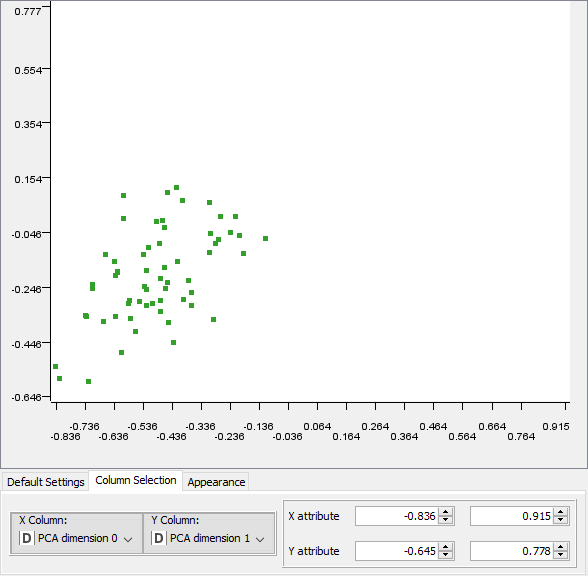 0.777
0.554
0.354
0.154
-0.046
-0.246
-0.446
-0.646
-0.736 -0.536 -0.336 -0.136 0.064 0.264 0.464 0.664 0.915
-0.836 -0.636 -0.436 -0.236 -0.036 0.164 0.364 0.564 0.764
Default Settings Column Selection Appearance
X Column: Y Column: X attribute -0.836 0.915
D PCA dimension 0 D PCA dimension 1
Y attribute -0.645 0.778